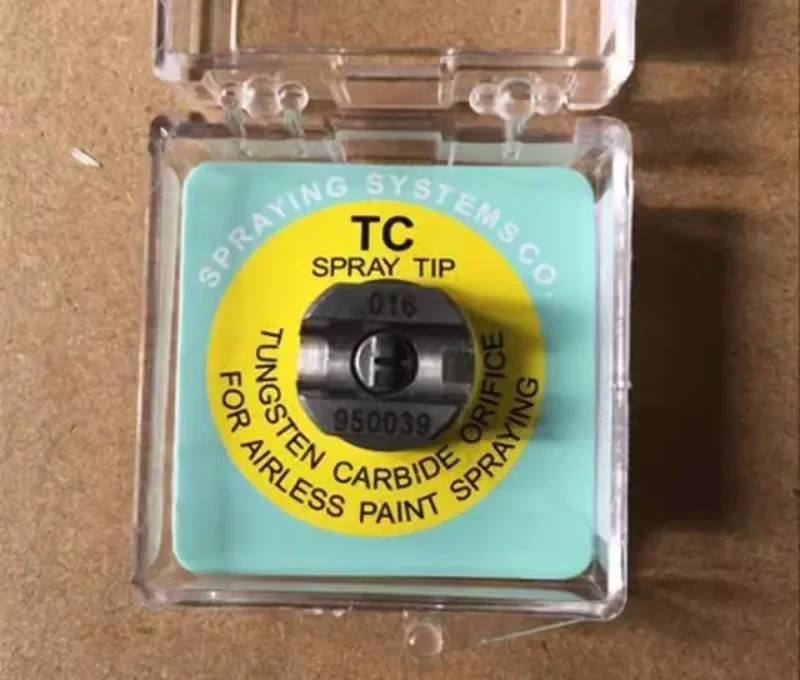 SPRAYING SYSTEMS CO.
TC
SPRAY TIP
.016
950039
TUNGSTEN CARBIDE ORIFICE
FOR AIRLESS PAINT SPRAYING